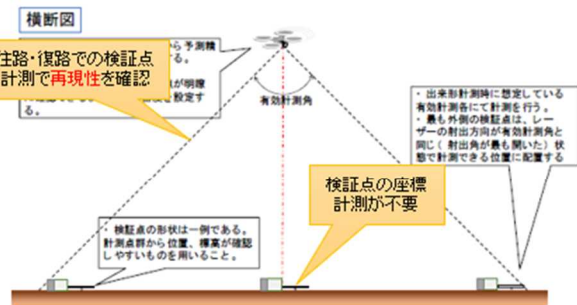 横断図
から予測精
る。
往路・復路での検証点
計測で再現性を確認
点が明瞭
設定す
る。
有効計測角
・ 出来形計測時に想定している
有効計測各にて計測を行う。
・ 最も外側の検証点は、レー
ザーの射出方向が有効計測角と
同じ( 射出角が最も開いた) 状
態で計測できる位置に配置する
検証点の座標
計測が不要
・ 検証点の形状は一例である。
計測点群から位置、標高が確認
しやすいものを用いること。